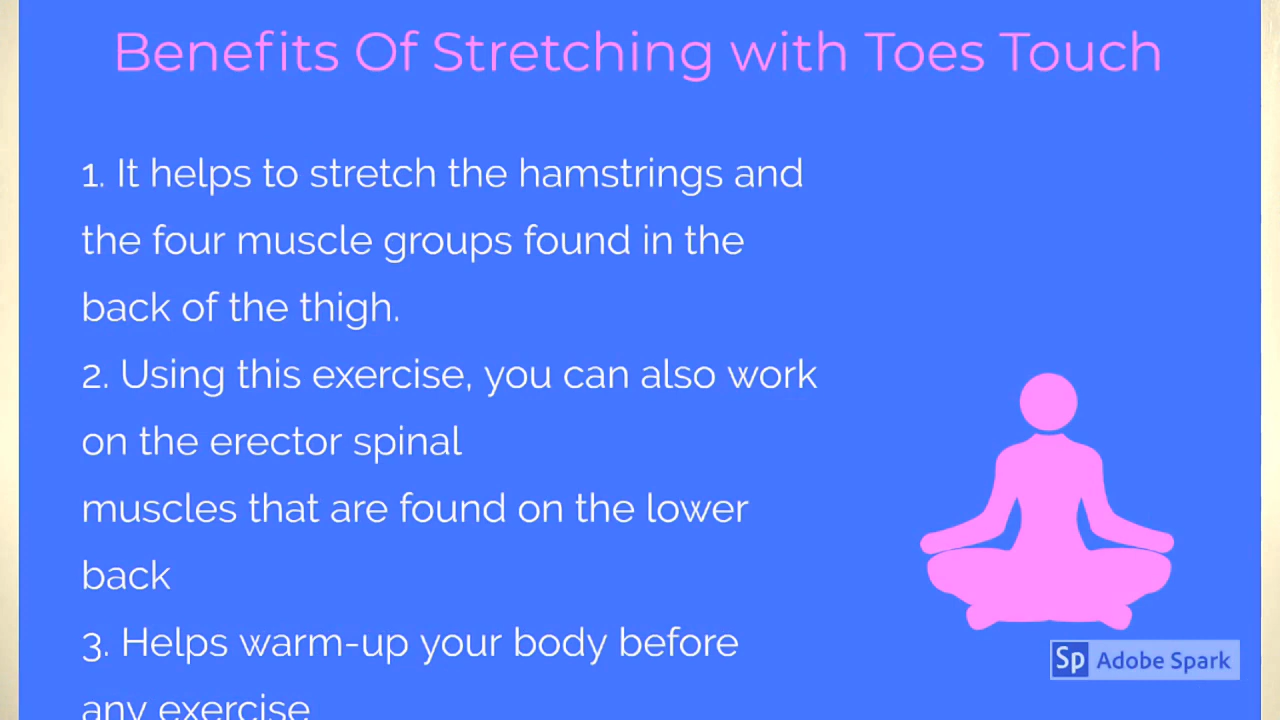 Benefits Of Stretching with Toes Touch
1. It helps to stretch the hamstrings and
the four muscle groups found in the
back of the thigh.
2. Using this exercise, you can also work
on the erector spinal
muscles that are found on the lower
back
3. Helps warm-up your body before
any exercise
Sp Adobe Spark